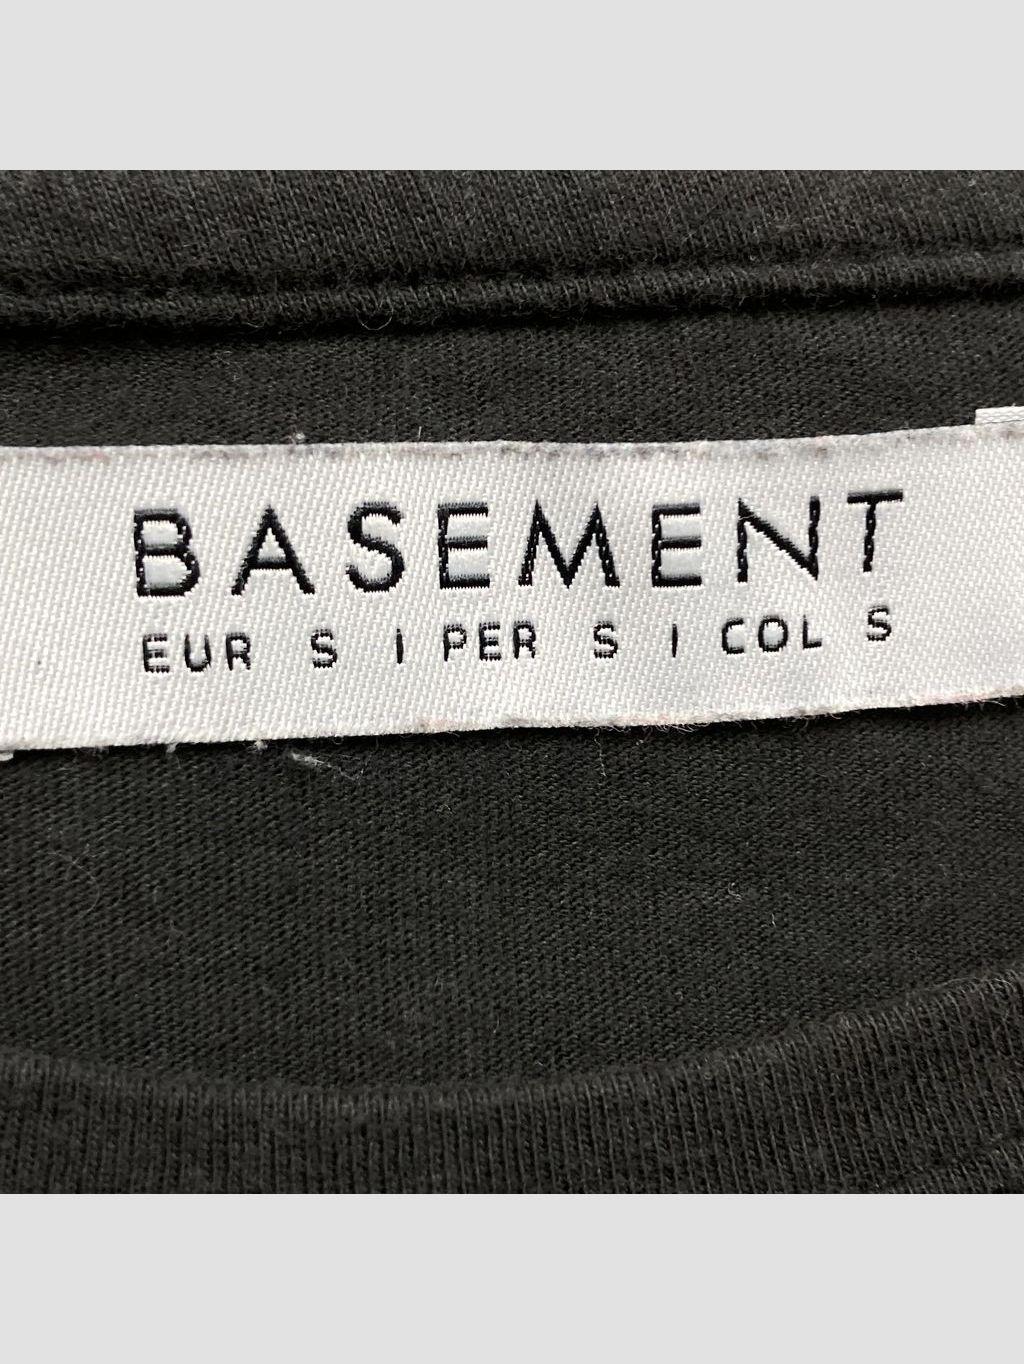 BASEMENT
EUR S | PER S | COL S